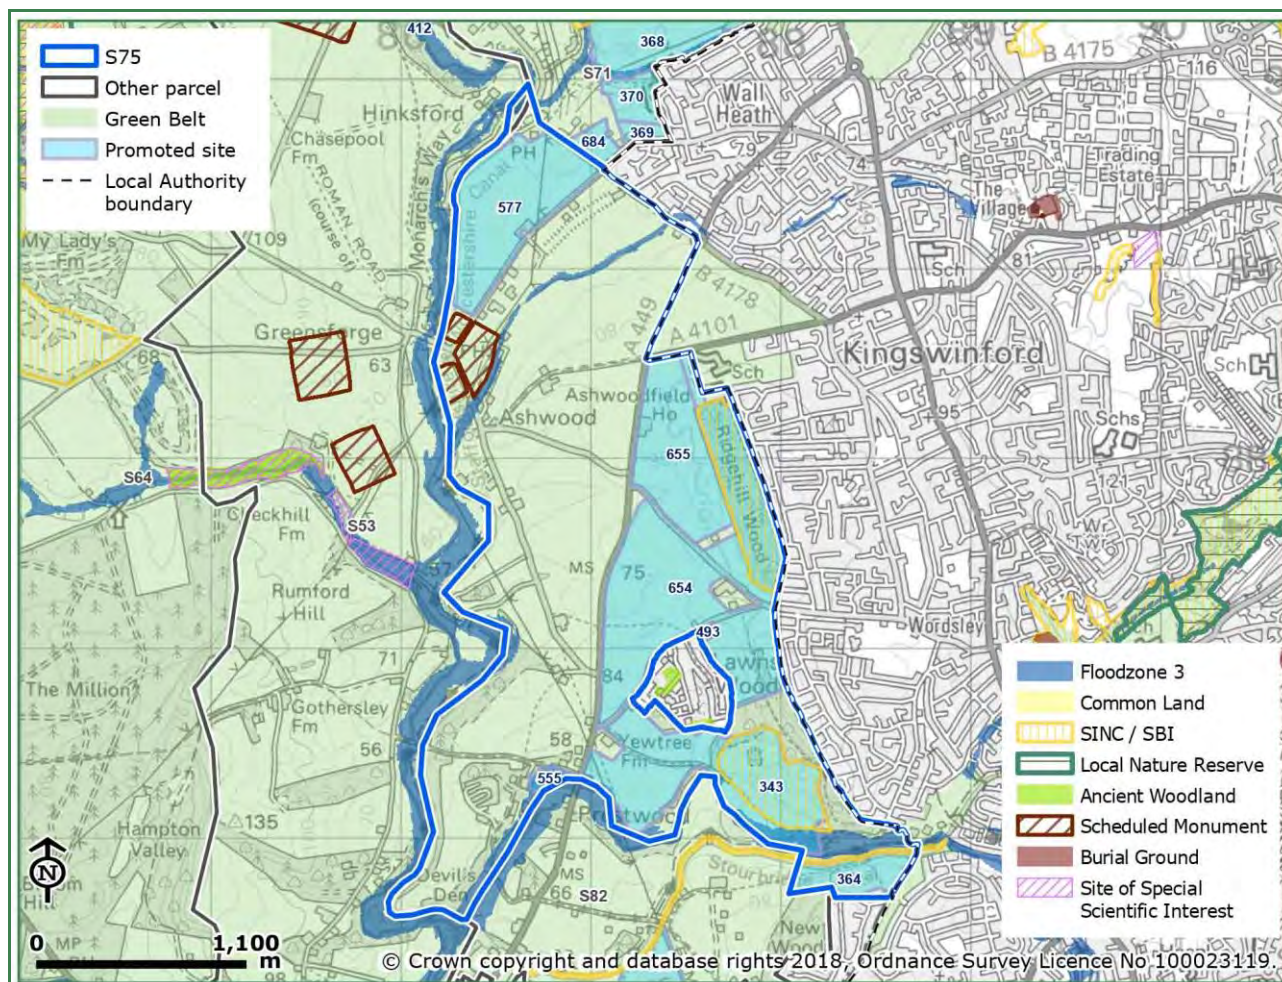 S75
Other parcel
Green Belt
Promoted site
Local Authority
boundary
412
368
S71
B 4175
116
Hinksford
370
Wall
Heath
Chasepool
Fm
369
79
684
PH
74
Trading
Estate
Canal
ROMAN ROAD
(course of)
Monarch's Way
577
The
Village
My Lady's
Fm
109
Sch
81
B 4178
A 449
A 4101
Greensforge
63
68
Kingswinford
Sch
Sch
Ashwood
Ashwoodfield
Ho
95
Schs
655
Ridgehill Wood
121
S64
Wr
Twr
Checkhill
Fm
S53
MS
75
654
Rumford
Hill
493
Wordsley
71
84
The Million
Gothersley
Fm
56
58
Yewtree
Fm
555
343
Prestwood
135
Hampton
Valley
Devil's
Den
MS
66
S82
364
New
Wood
Floodzone 3
Common Land
SINC / SBI
Local Nature Reserve
Ancient Woodland
Scheduled Monument
Burial Ground
Site of Special
Scientific Interest
N
0 1,100
m
MP
98
© Crown copyright and database rights 2018, Ordnance Survey Licence No 100023119.